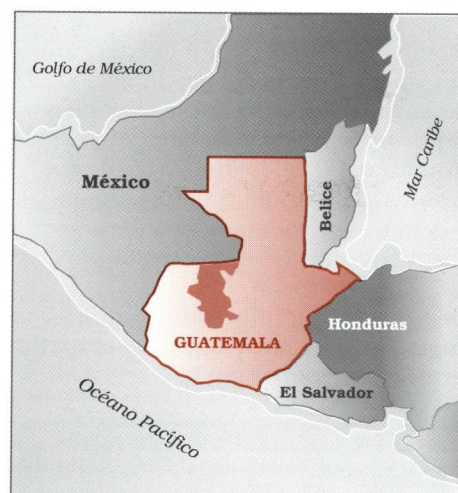 Golfo de México
México
Belice
Mar Caribe
GUATEMALA
Honduras
El Salvador
Océano Pacífico